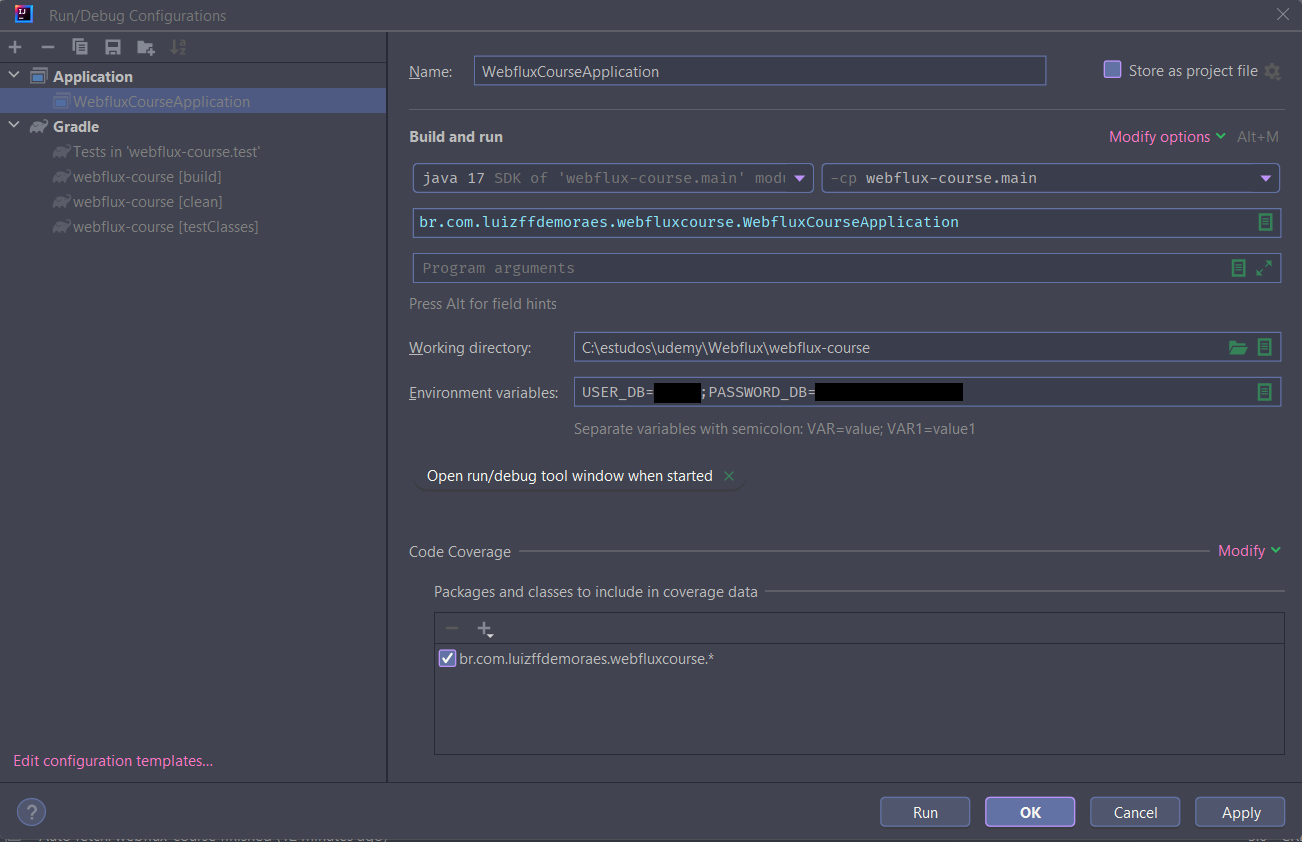 Run/Debug Configurations
Application
WebfluxCourseApplication
Gradle
Tests in 'webflux-course.test'
webflux-course [build]
webflux-course [clean]
webflux-course [testClasses]
Edit configuration templates...
Name: WebfluxCourseApplication Store as project file
Build and run Modify options Alt+M
java 17 SDK of 'webflux-course.main' modu -cp webflux-course.main
br.com.luizffdemoraes.webfluxcourse.WebfluxCourseApplication
Program arguments
Press Alt for field hints
Working directory: C:\estudos\udemy\Webflux\webflux-course
Environment variables: USER_DB= ;PASSWORD_DB=
Separate variables with semicolon: VAR=value; VAR1=value1
Open run/debug tool window when started
Code Coverage Modify
Packages and classes to include in coverage data
br.com.luizffdemoraes.webfluxcourse.*
? Run OK Cancel Apply